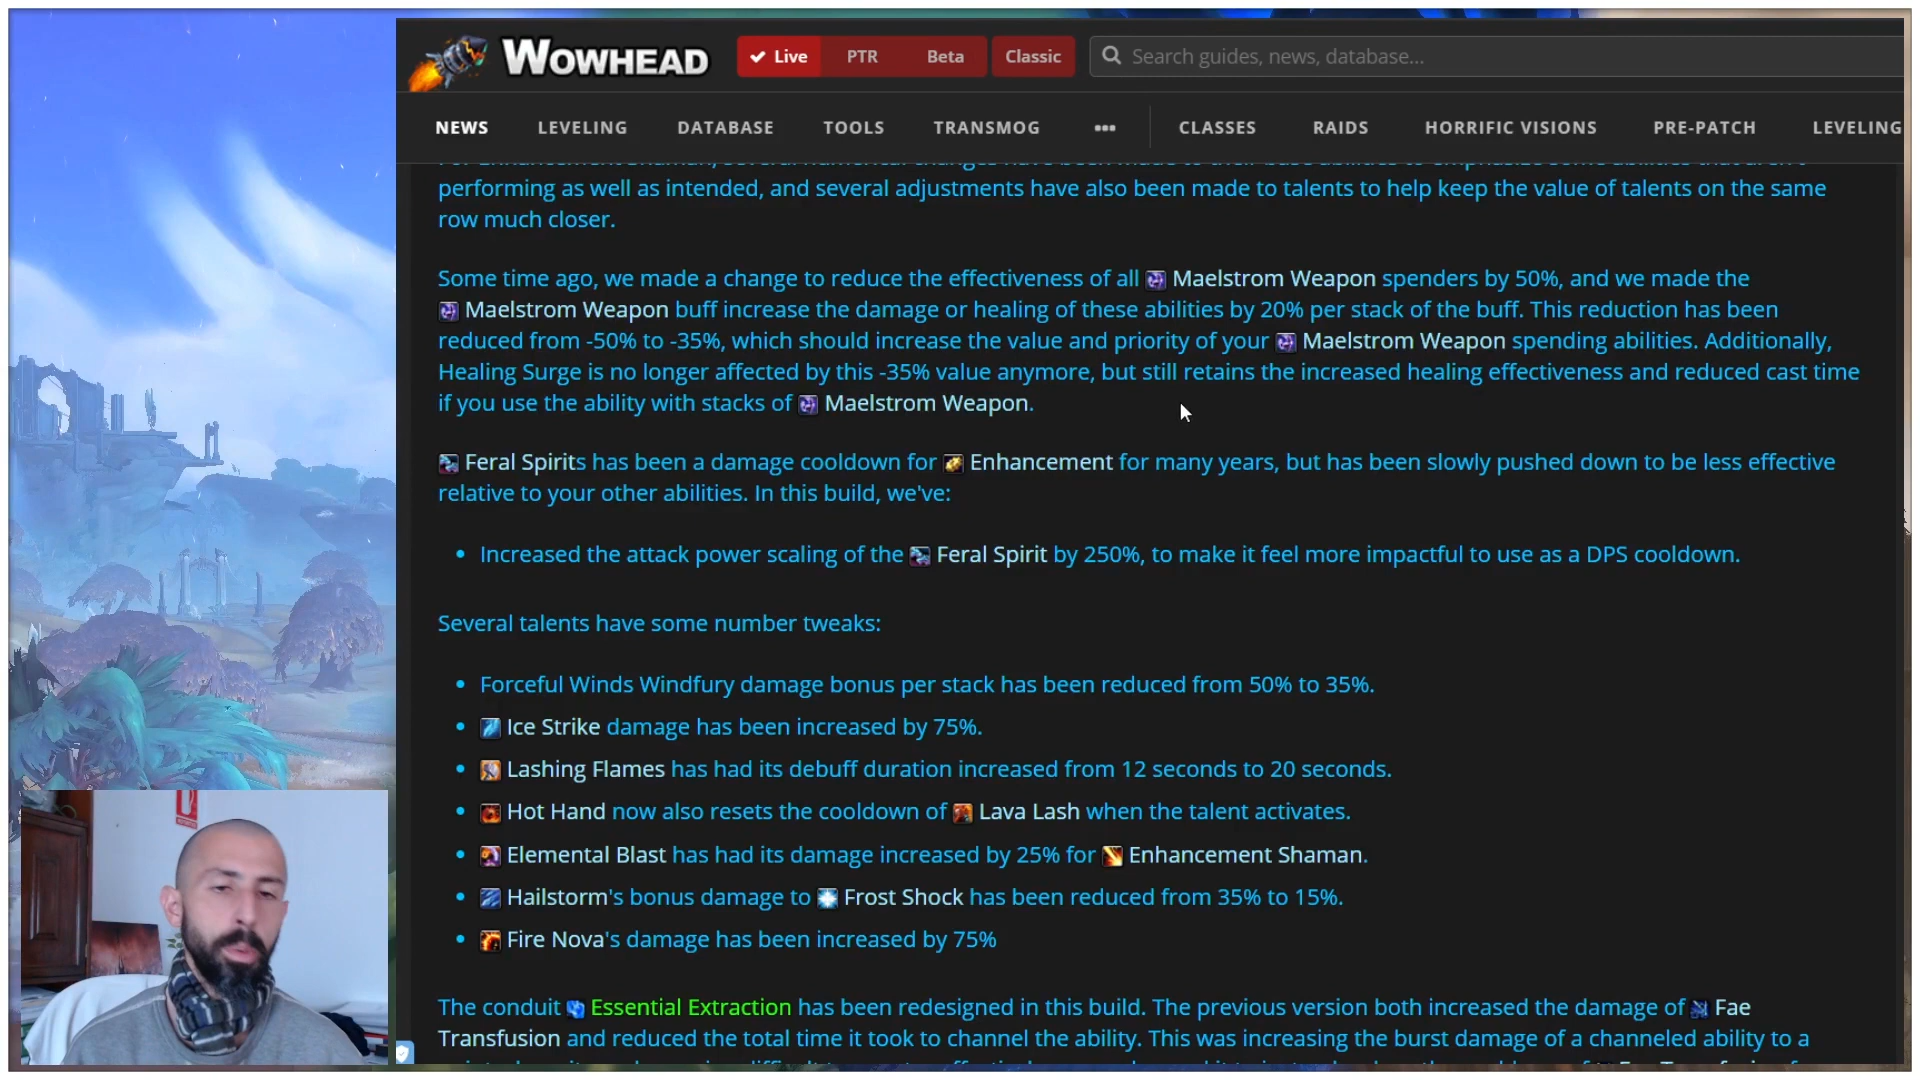 WOWHEAD
Live PTR Beta Classic
Search guides, news, database...
NEWS LEVELING DATABASE TOOLS TRANSMOG ••• CLASSES RAIDS HORRIFIC VISIONS PRE-PATCH LEVELING
performing as well as intended, and several adjustments have also been made to talents to help keep the value of talents on the same
row much closer.
Some time ago, we made a change to reduce the effectiveness of all Maelstrom Weapon spenders by 50%, and we made the
Maelstrom Weapon buff increase the damage or healing of these abilities by 20% per stack of the buff. This reduction has been
reduced from -50% to -35%, which should increase the value and priority of your Maelstrom Weapon spending abilities. Additionally,
Healing Surge is no longer affected by this -35% value anymore, but still retains the increased healing effectiveness and reduced cast time
if you use the ability with stacks of Maelstrom Weapon.
Feral Spirits has been a damage cooldown for Enhancement for many years, but has been slowly pushed down to be less effective
relative to your other abilities. In this build, we've:
• Increased the attack power scaling of the Feral Spirit by 250%, to make it feel more impactful to use as a DPS cooldown.
Several talents have some number tweaks:
• Forceful Winds Windfury damage bonus per stack has been reduced from 50% to 35%.
• Ice Strike damage has been increased by 75%.
• Lashing Flames has had its debuff duration increased from 12 seconds to 20 seconds.
• Hot Hand now also resets the cooldown of Lava Lash when the talent activates.
• Elemental Blast has had its damage increased by 25% for Enhancement Shaman.
• Hailstorm's bonus damage to Frost Shock has been reduced from 35% to 15%.
• Fire Nova's damage has been increased by 75%
The conduit Essential Extraction has been redesigned in this build. The previous version both increased the damage of Fae
Transfusion and reduced the total time it took to channel the ability. This was increasing the burst damage of a channeled ability to a